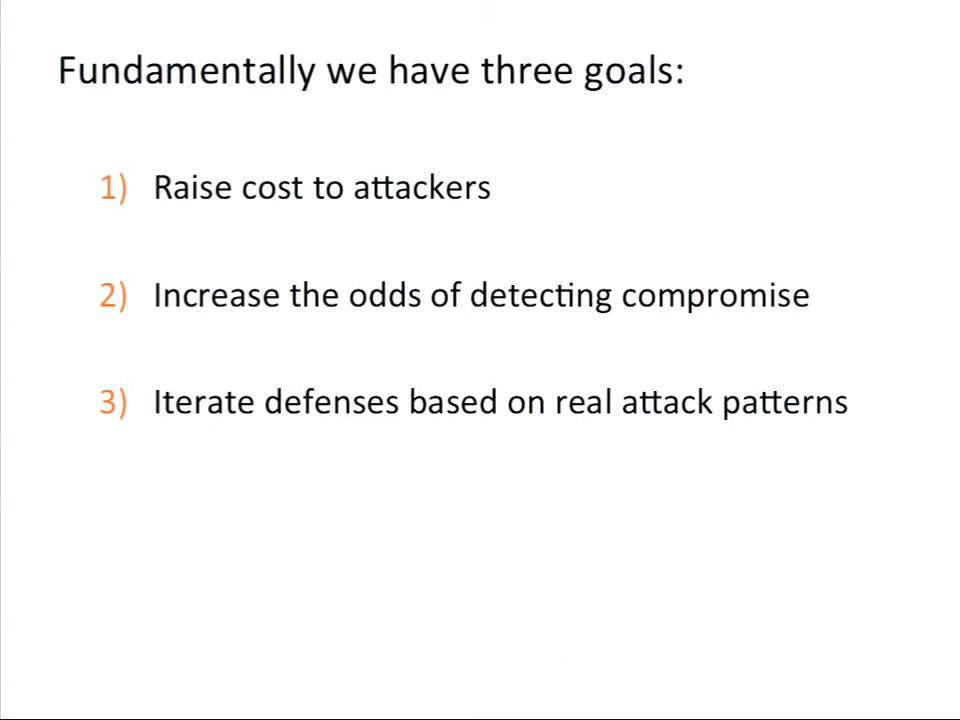 Fundamentally we have three goals:
1) Raise cost to attackers
2) Increase the odds of detecting compromise
3) Iterate defenses based on real attack patterns